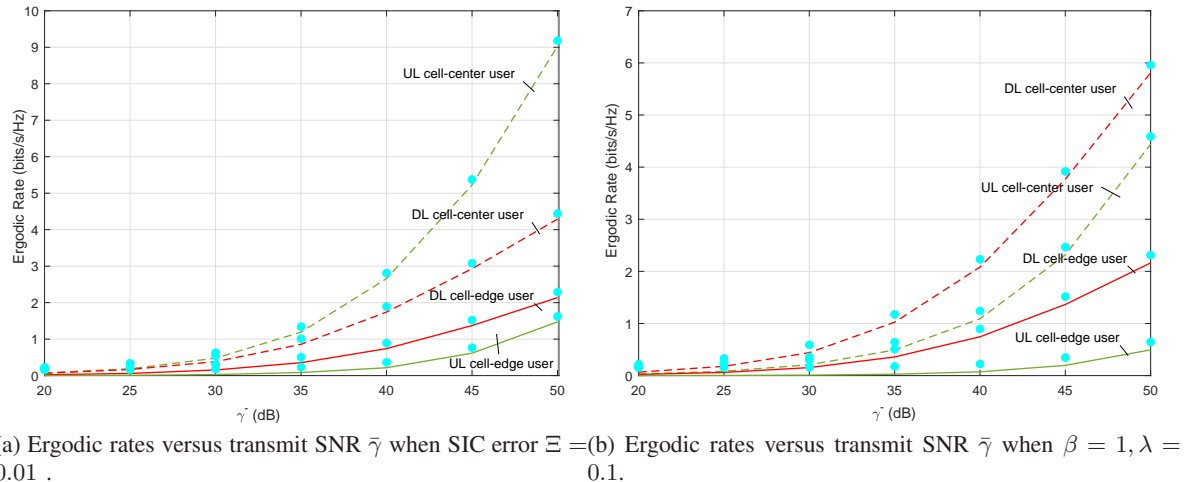 10
9
8
7
6
5
4
3
2
1
0
Ergodic Rate (bits/s/Hz)
UL cell-center user
DL cell-center user
DL cell-edge user
UL cell-edge user
20 25 30 35 40 45 50
γ¯ (dB)
(a) Ergodic rates versus transmit SNR γ̄ when SIC error Ξ =
0.01 .
7
6
5
4
3
2
1
0
Ergodic Rate (bits/s/Hz)
DL cell-center user
UL cell-center user
DL cell-edge user
UL cell-edge user
20 25 30 35 40 45 50
γ¯ (dB)
(b) Ergodic rates versus transmit SNR γ̄ when β = 1, λ =
0.1.